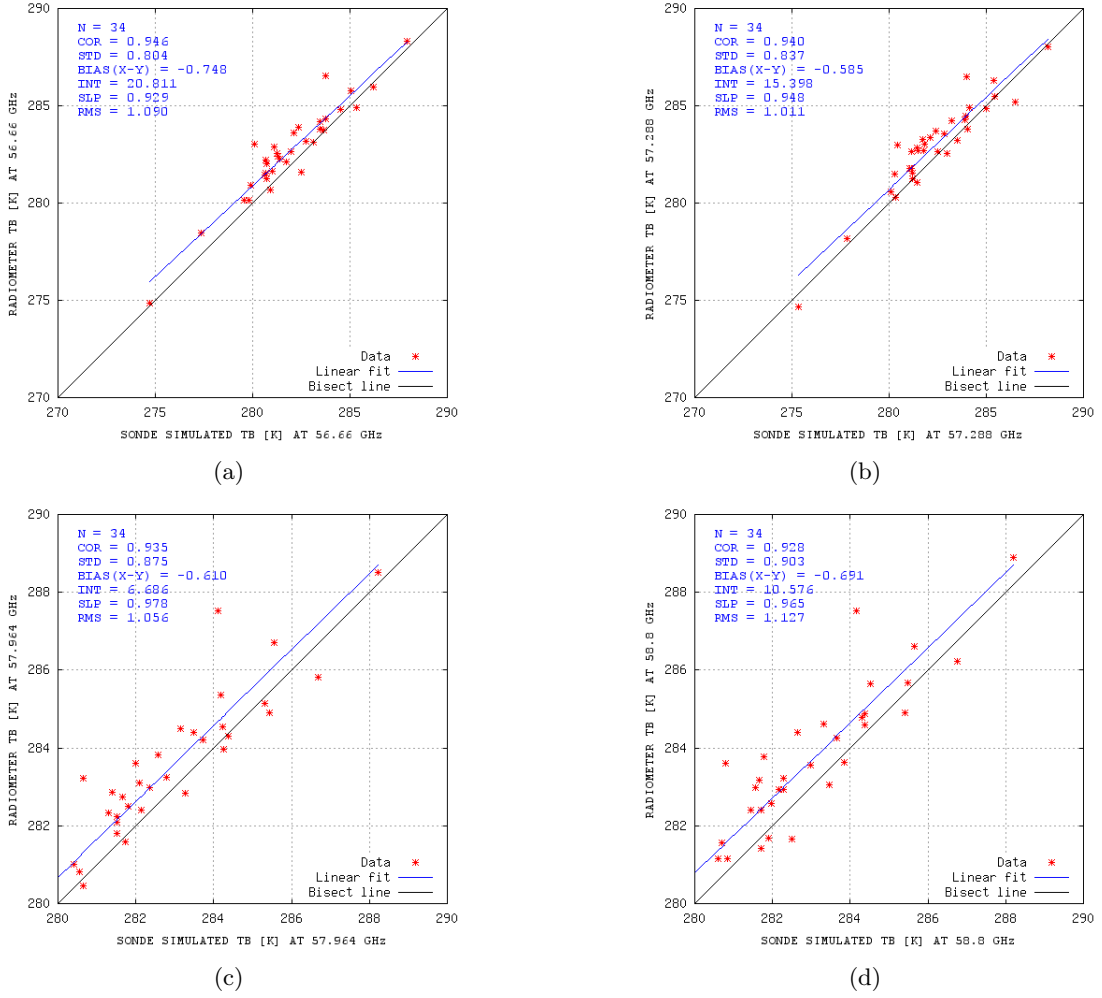 290
285
280
275
270
RADIOMETER TB [K] AT 56.66 GHz
N = 34
COR = 0.946
STD = 0.804
BIAS(X-Y) = -0.748
INT = 20.811
SLP = 0.929
RMS = 1.090
Data
Linear fit
Bisect line
270 275 280 285 290
SONDE SIMULATED TB [K] AT 56.66 GHz
(a)
290
285
280
275
270
RADIOMETER TB [K] AT 57.288 GHz
N = 34
COR = 0.940
STD = 0.837
BIAS(X-Y) = -0.585
INT = 15.398
SLP = 0.948
RMS = 1.011
Data
Linear fit
Bisect line
270 275 280 285 290
SONDE SIMULATED TB [K] AT 57.288 GHz
(b)
290
288
286
284
282
280
RADIOMETER TB [K] AT 57.964 GHz
N = 34
COR = 0.935
STD = 0.875
BIAS(X-Y) = -0.610
INT = 6.686
SLP = 0.978
RMS = 1.056
Data
Linear fit
Bisect line
280 282 284 286 288 290
SONDE SIMULATED TB [K] AT 57.964 GHz
(c)
290
288
286
284
282
280
RADIOMETER TB [K] AT 58.8 GHz
N = 34
COR = 0.928
STD = 0.903
BIAS(X-Y) = -0.691
INT = 10.576
SLP = 0.965
RMS = 1.127
Data
Linear fit
Bisect line
280 282 284 286 288 290
SONDE SIMULATED TB [K] AT 58.8 GHz
(d)